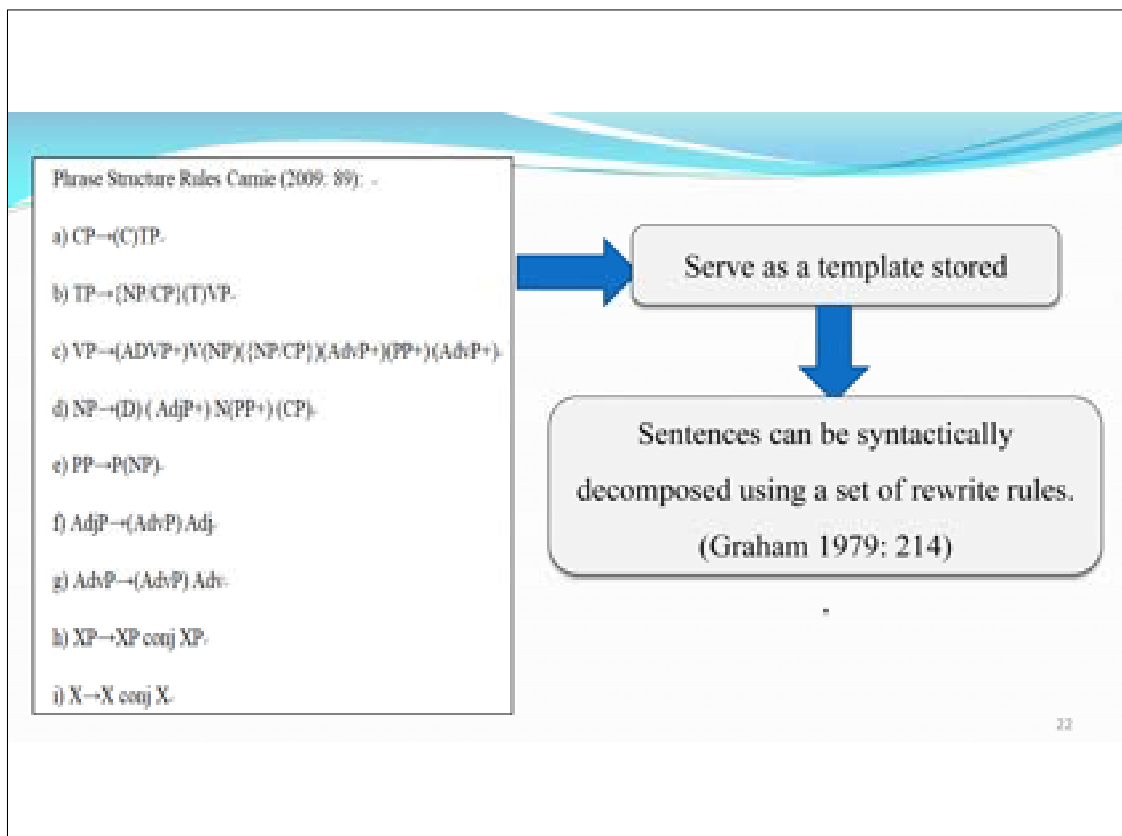 Phrase Structure Rules Carnie (2009: 89):
a) CP→(C)TP
b) TP→{NP/CP}(T)VP
c) VP→(ADVP+)V(NP)({NP/CP})(AdvP+)(PP+)(AdvP+)
d) NP→(D) ( AdjP+) N(PP+) (CP)
e) PP→P(NP)
f) AdjP→(AdvP) Adj
g) AdvP→(AdvP) Adv
h) XP→XP conj XP
i) X→X conj X
Serve as a template stored
Sentences can be syntactically
decomposed using a set of rewrite rules.
(Graham 1979: 214)
.
22